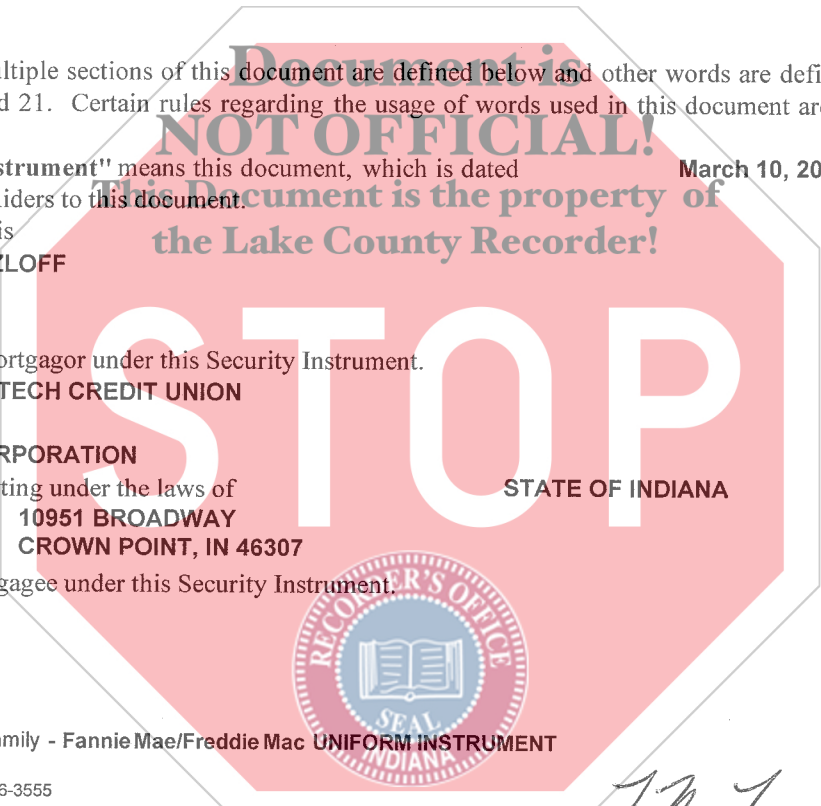 Document is
ultiple sections of this document are defined below and other words are defi
d 21. Certain rules regarding the usage of words used in this document are
NOT OFFICIAL!
strument" means this document, which is dated March 10, 20
This Document is the property of
iders to this document.
is
the Lake County Recorder!
ZLOFF
STOP
ortgagor under this Security Instrument.
TECH CREDIT UNION
RPORATION
ting under the laws of STATE OF INDIANA
10951 BROADWAY
CROWN POINT, IN 46307
gagee under this Security Instrument.
RECORDER'S OFFICE
SEAL
INDIANA
mily - Fannie Mae/Freddie Mac UNIFORM INSTRUMENT
6-3555